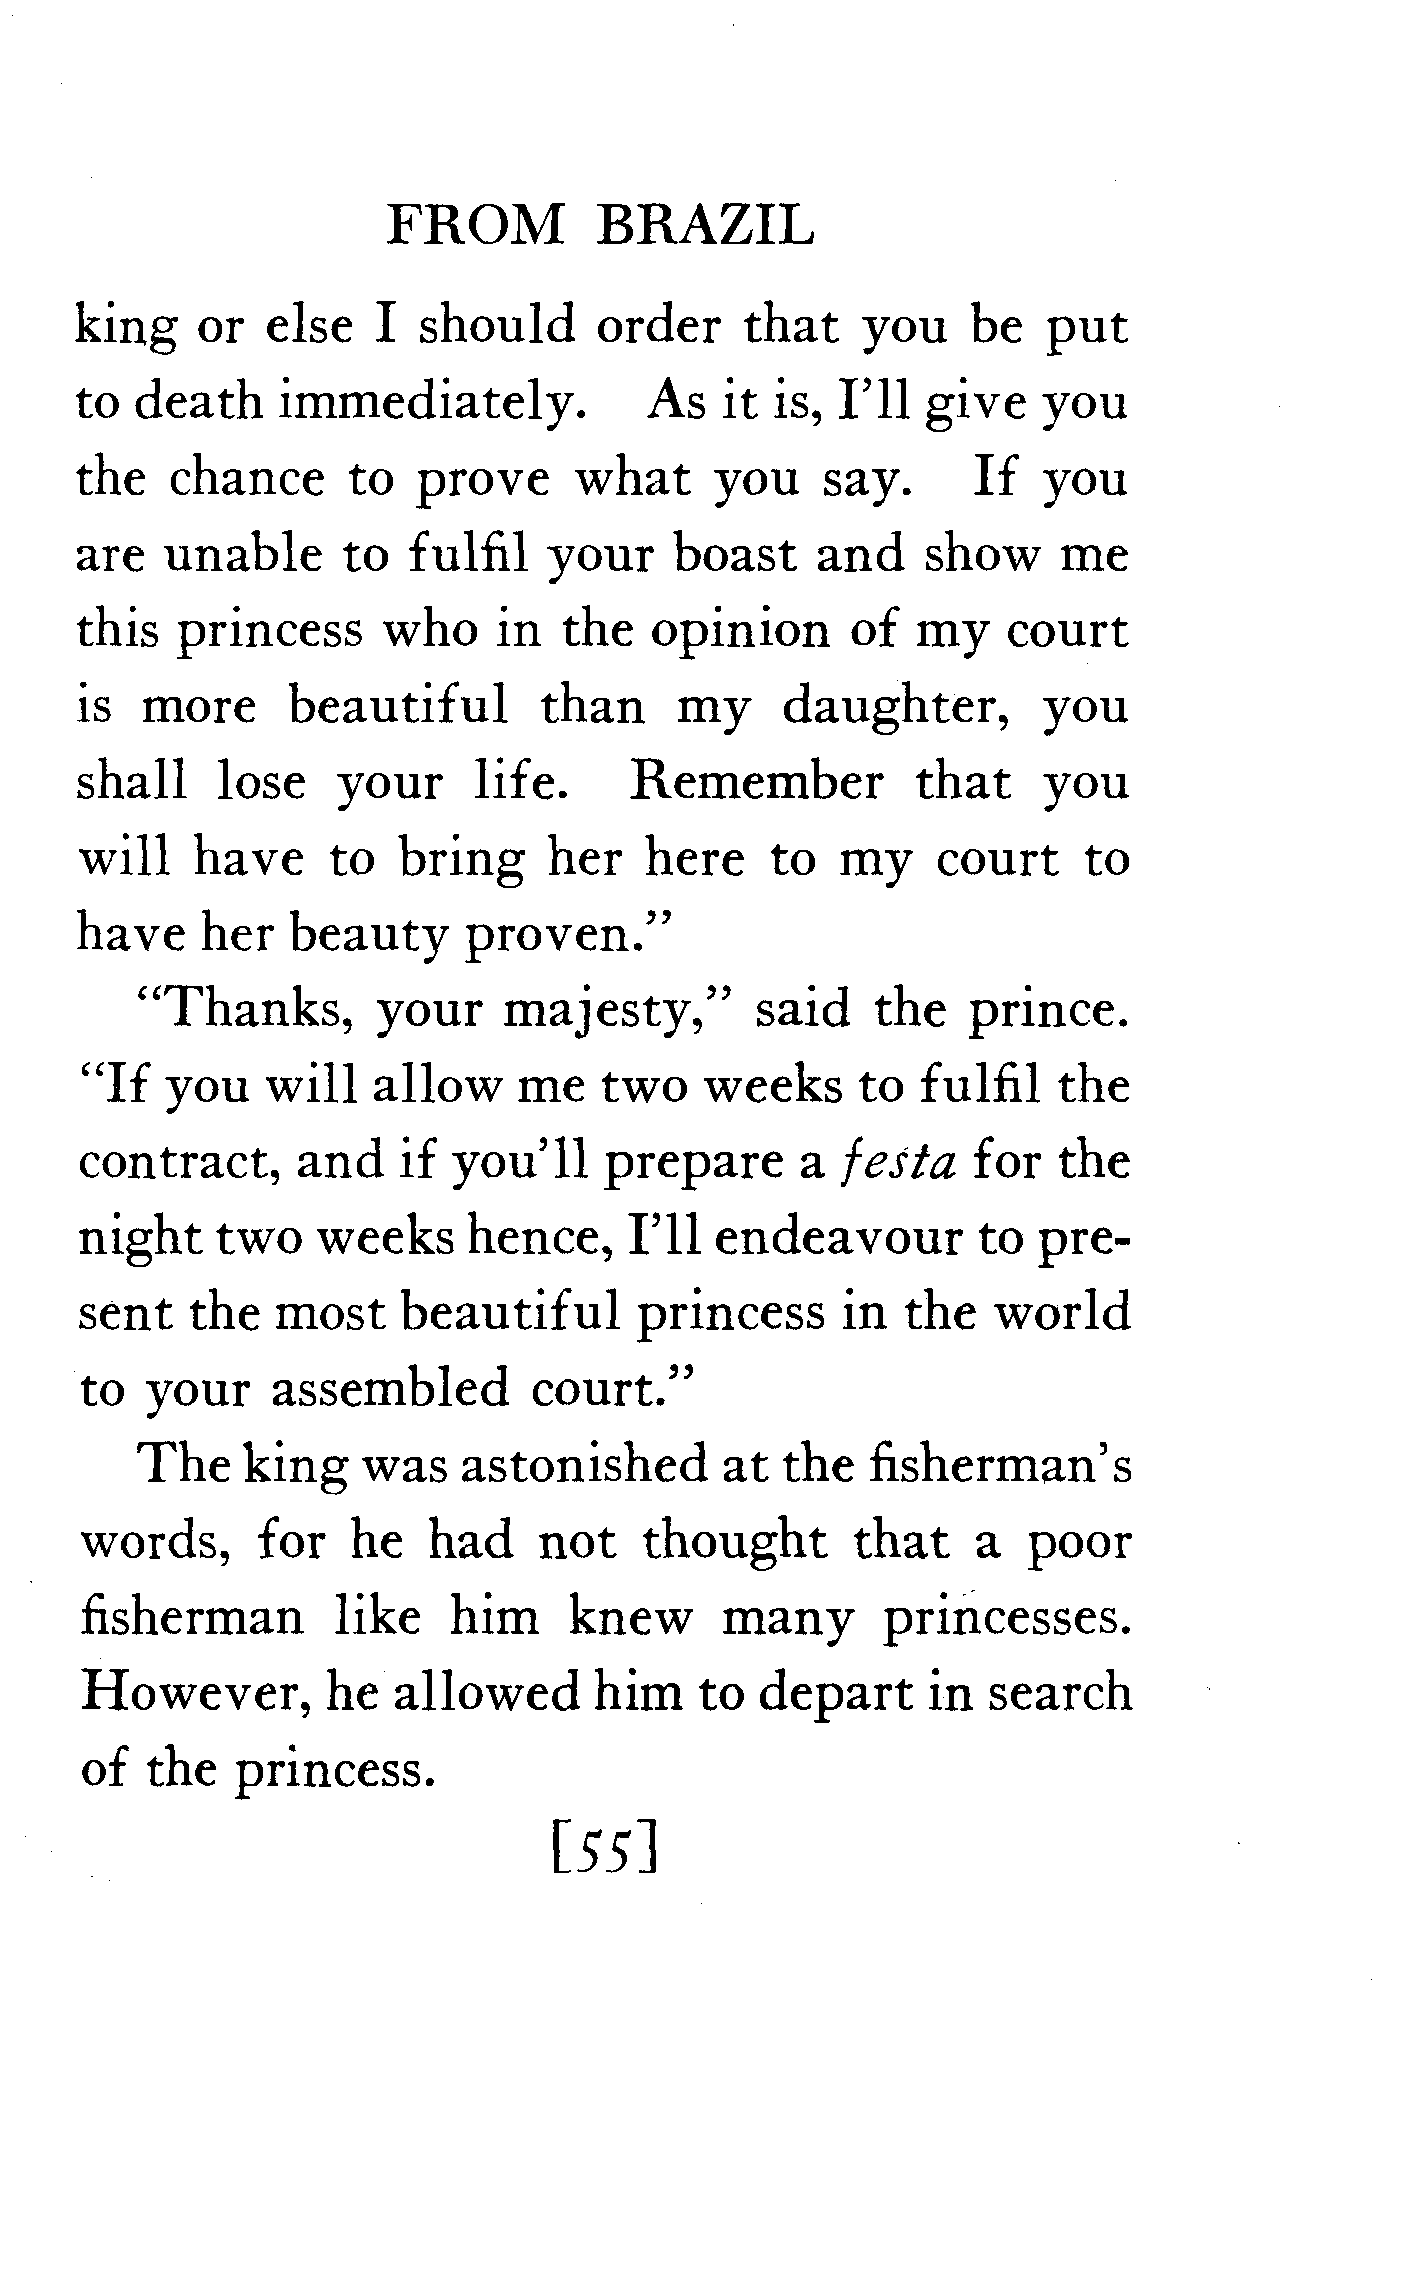 FROM BRAZIL
king or else I should order that you be put
to death immediately. As it is, I’ll give you
the chance to prove what you say. If you
are unable to fulfil your boast and show me
this princess who in the opinion of my court
is more beautiful than my daughter, you
shall lose your life. Remember that you
will have to bring her here to my court to
have her beauty proven.”
“Thanks, your majesty,” said the prince.
“If you will allow me two weeks to fulfil the
contract, and if you’ll prepare a festa for the
night two weeks hence, I’ll endeavour to pre-
sent the most beautiful princess in the world
to your assembled court.”
The king was astonished at the fisherman’s
words, for he had not thought that a poor
fisherman like him knew many princesses.
However, he allowed him to depart in search
of the princess.
[55]